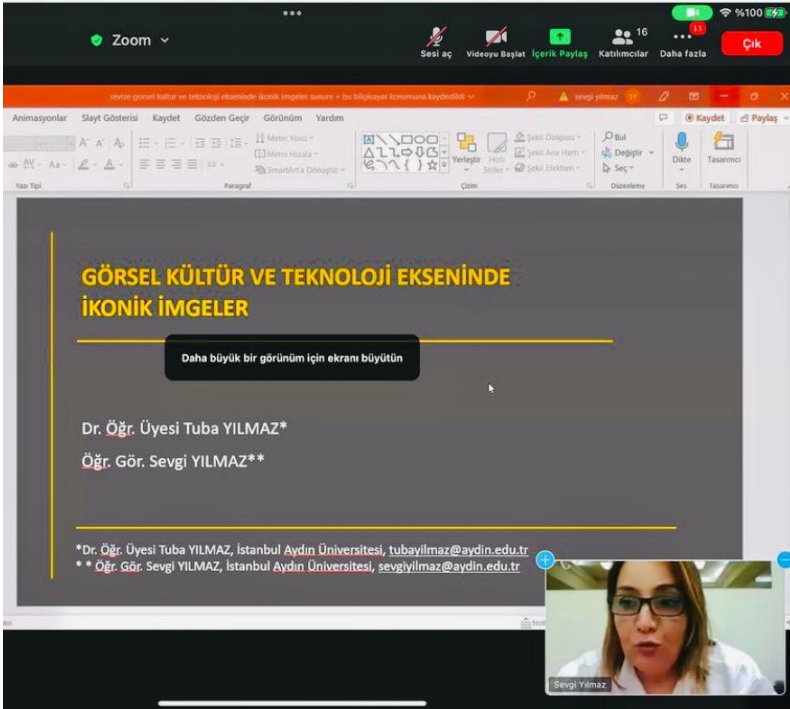 %100
Zoom
16
11
Sesi aç
Videoyu Başlat
İçerik Paylaş
Katılımcılar
Daha fazla
Çık
revize gorsel kultur ve teknoloji ekseninde ikonik imgeler sunum • bu bilgisayar konumuna kaydedildi
sevgi yılmaz
SY
Animasyonlar
Slayt Gösterisi
Kaydet
Gözden Geçir
Görünüm
Yardım
Kaydet
Paylaş
Metin Yönü
Metni Hizala
SmartArt'a Dönüştür
Yerleştir
Hızlı
Stiller
Şekil Dolgusu
Şekil Ana Hattı
Şekil Efektleri
Bul
Değiştir
Seç
Dikte
Tasarımcı
Yazı Tipi
Paragraf
Çizim
Düzenleme
Ses
Tasarımcı
GÖRSEL KÜLTÜR VE TEKNOLOJİ EKSENİNDE
İKONİK İMGELER
Daha büyük bir görünüm için ekranı büyütün
Dr. Öğr. Üyesi Tuba YILMAZ*
Öğr. Gör. Sevgi YILMAZ**
*Dr. Öğr. Üyesi Tuba YILMAZ, İstanbul Aydın Üniversitesi, tubayilmaz@aydin.edu.tr
* * Öğr. Gör. Sevgi YILMAZ, İstanbul Aydın Üniversitesi, sevgiyilmaz@aydin.edu.tr
Sevgi Yılmaz